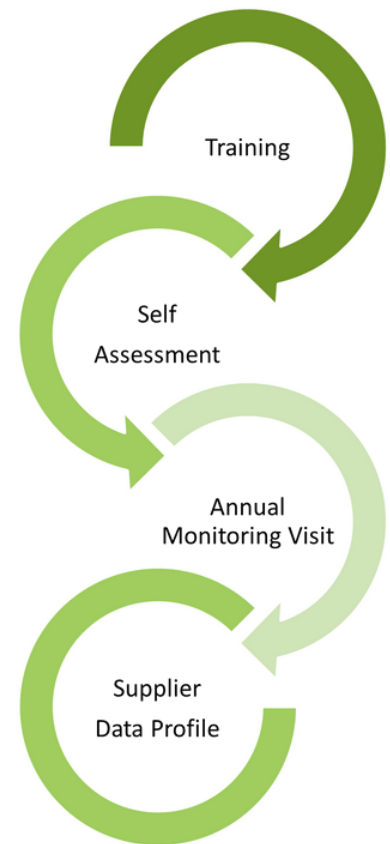 Training
Self
Assessment
Annual
Monitoring Visit
Supplier
Data Profile